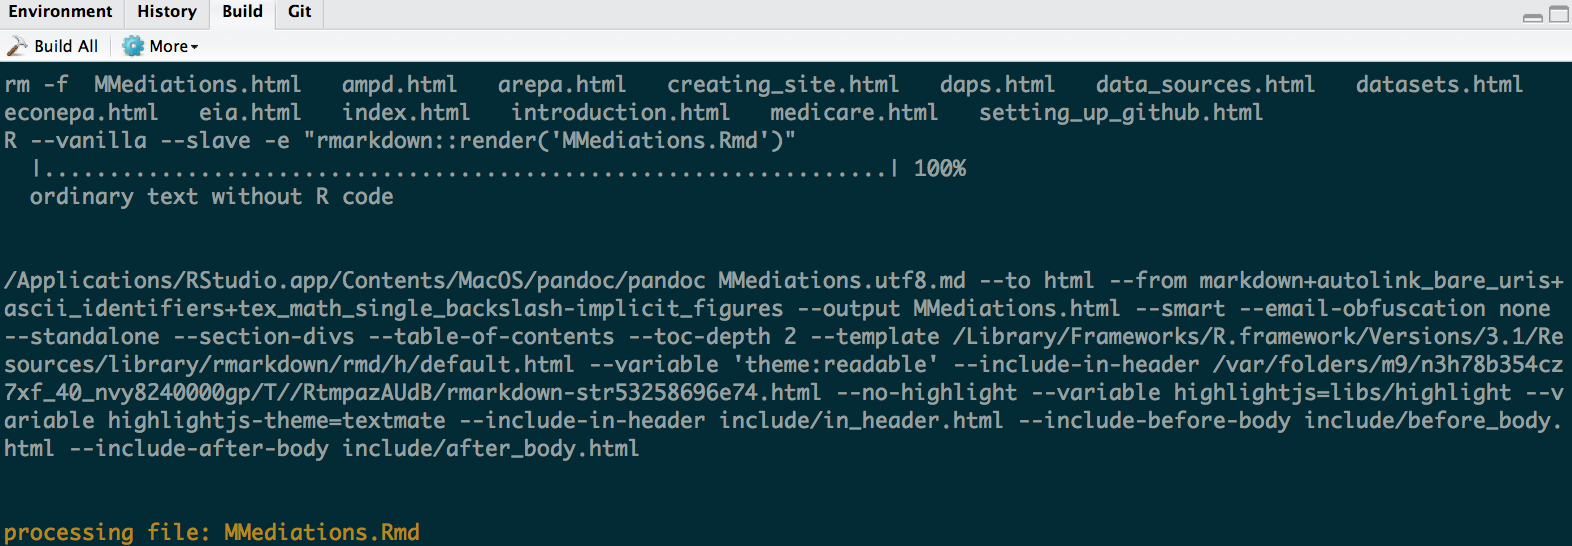 Environment History Build Git
Build All More
rm -f MMediations.html ampd.html arepa.html creating_site.html daps.html data_sources.html datasets.html
econepa.html eia.html index.html introduction.html medicare.html setting_up_github.html
R --vanilla --slave -e "rmarkdown::render('MMediations.Rmd')"
|.................................................................| 100%
ordinary text without R code
/Applications/RStudio.app/Contents/MacOS/pandoc/pandoc MMediations.utf8.md --to html --from markdown+autolink_bare_uris+
ascii_identifiers+tex_math_single_backslash-implicit_figures --output MMediations.html --smart --email-obfuscation none
--standalone --section-divs --table-of-contents --toc-depth 2 --template /Library/Frameworks/R.framework/Versions/3.1/Re
sources/library/rmarkdown/rmd/h/default.html --variable 'theme:readable' --include-in-header /var/folders/m9/n3h78b354cz
7xf_40_nvy8240000gp/T//RtmpazAUdB/rmarkdown-str53258696e74.html --no-highlight --variable highlightjs=libs/highlight --v
ariable highlightjs-theme=textmate --include-in-header include/in_header.html --include-before-body include/before_body.
html --include-after-body include/after_body.html
processing file: MMediations.Rmd